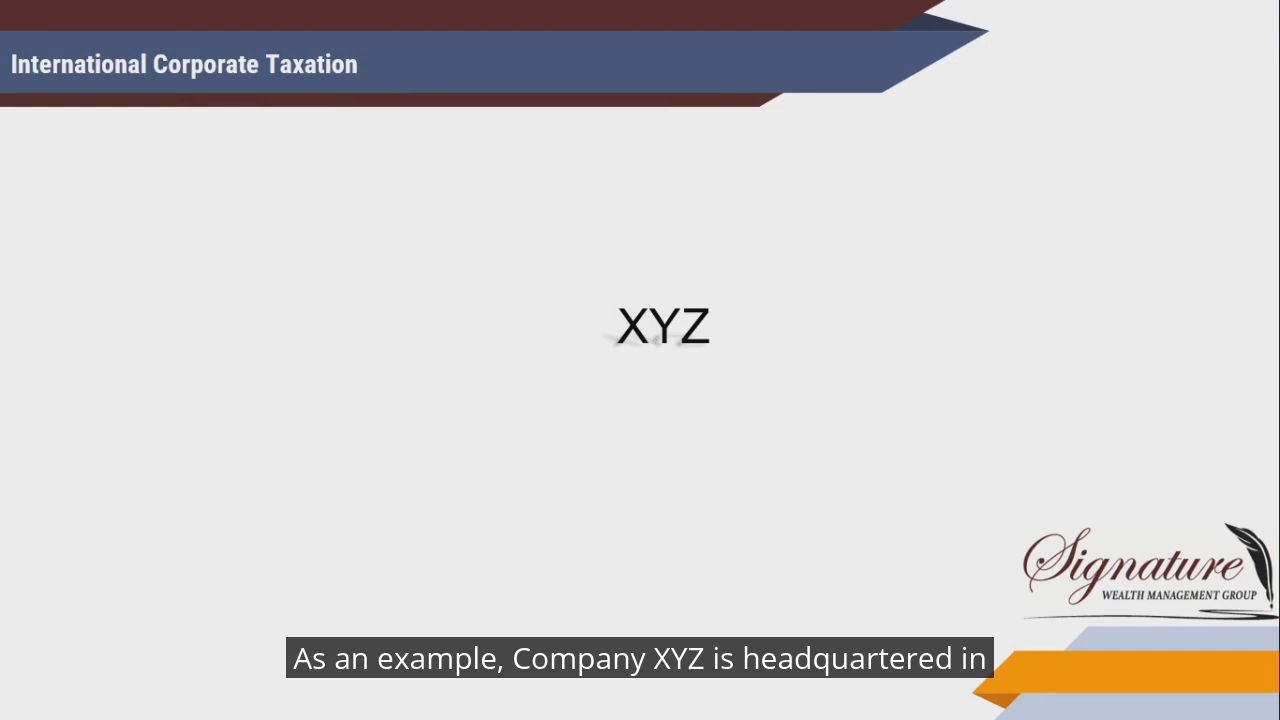 International Corporate Taxation
XYZ
Signature
WEALTH MANAGEMENT GROUP
As an example, Company XYZ is headquartered in